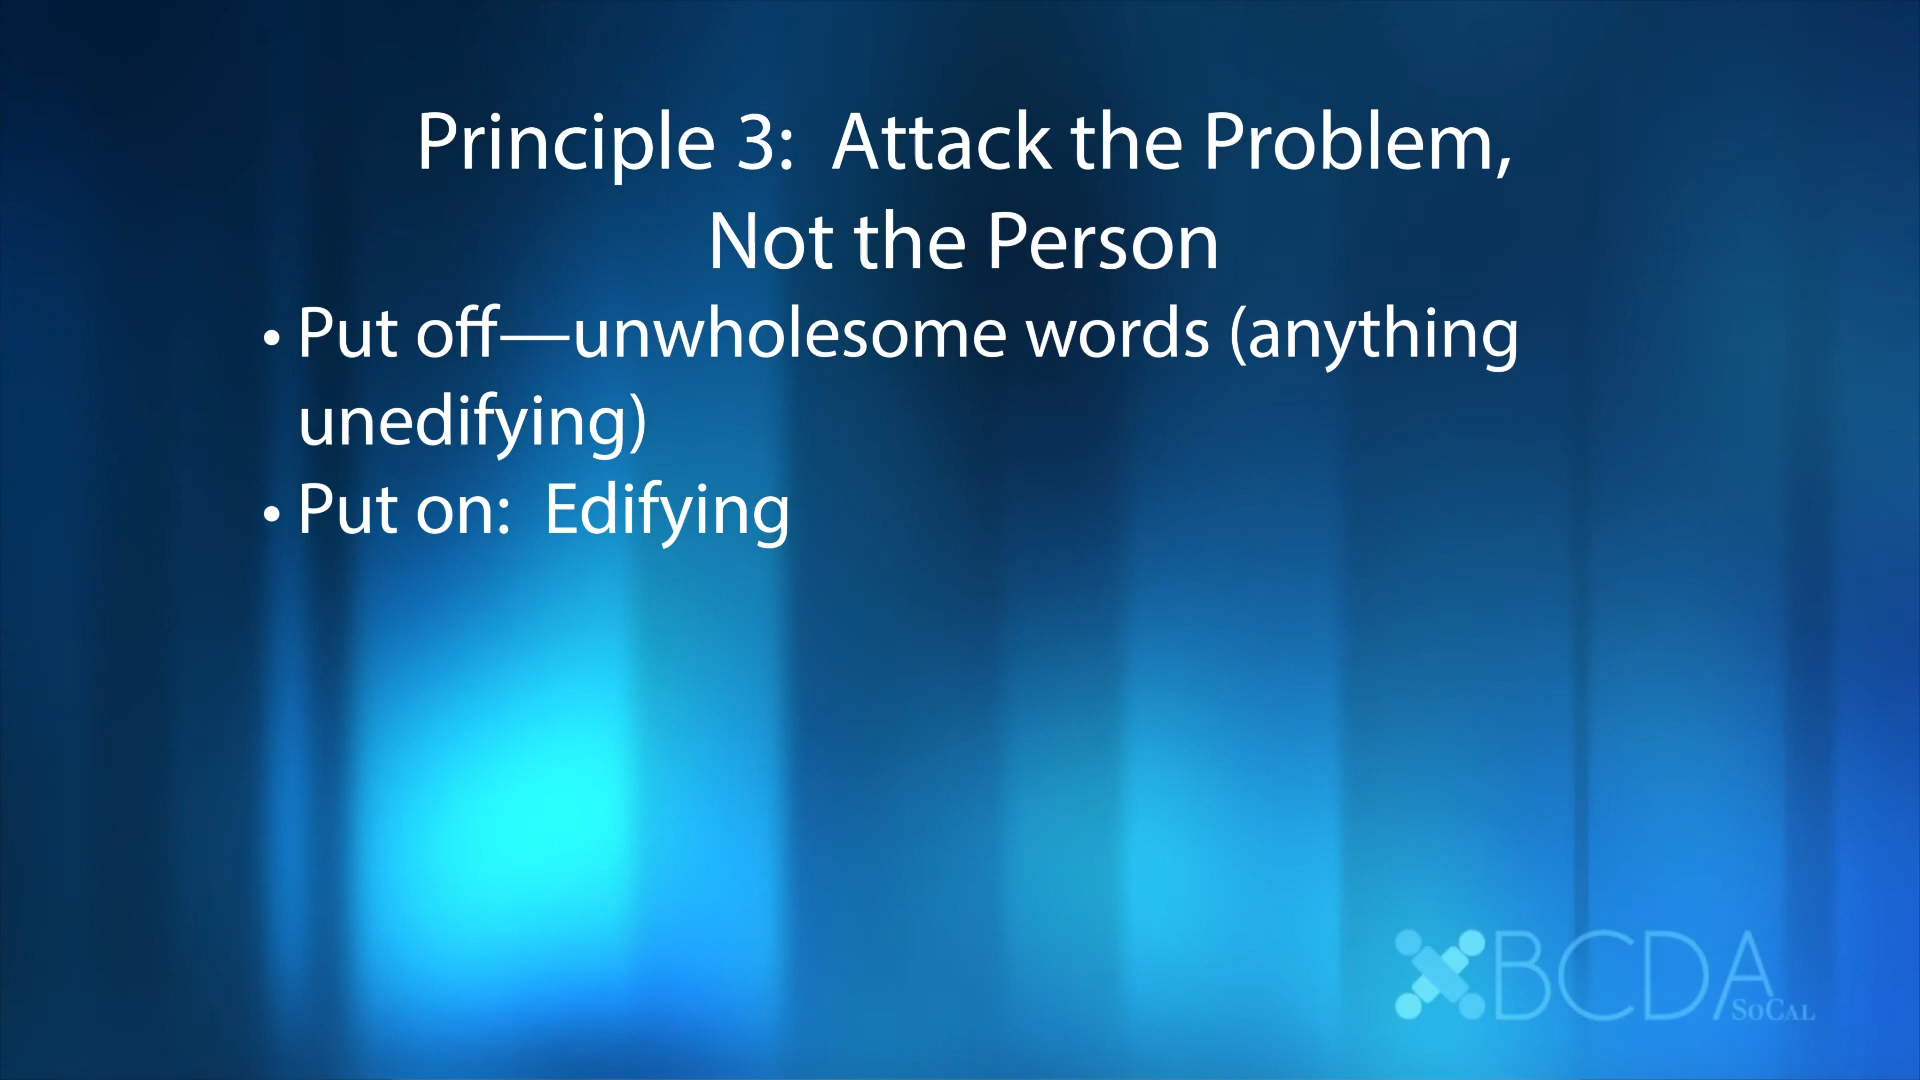 Principle 3:  Attack the Problem,
Not the Person
• Put off—unwholesome words (anything
unedifying)
• Put on:  Edifying
BCDA
SoCal